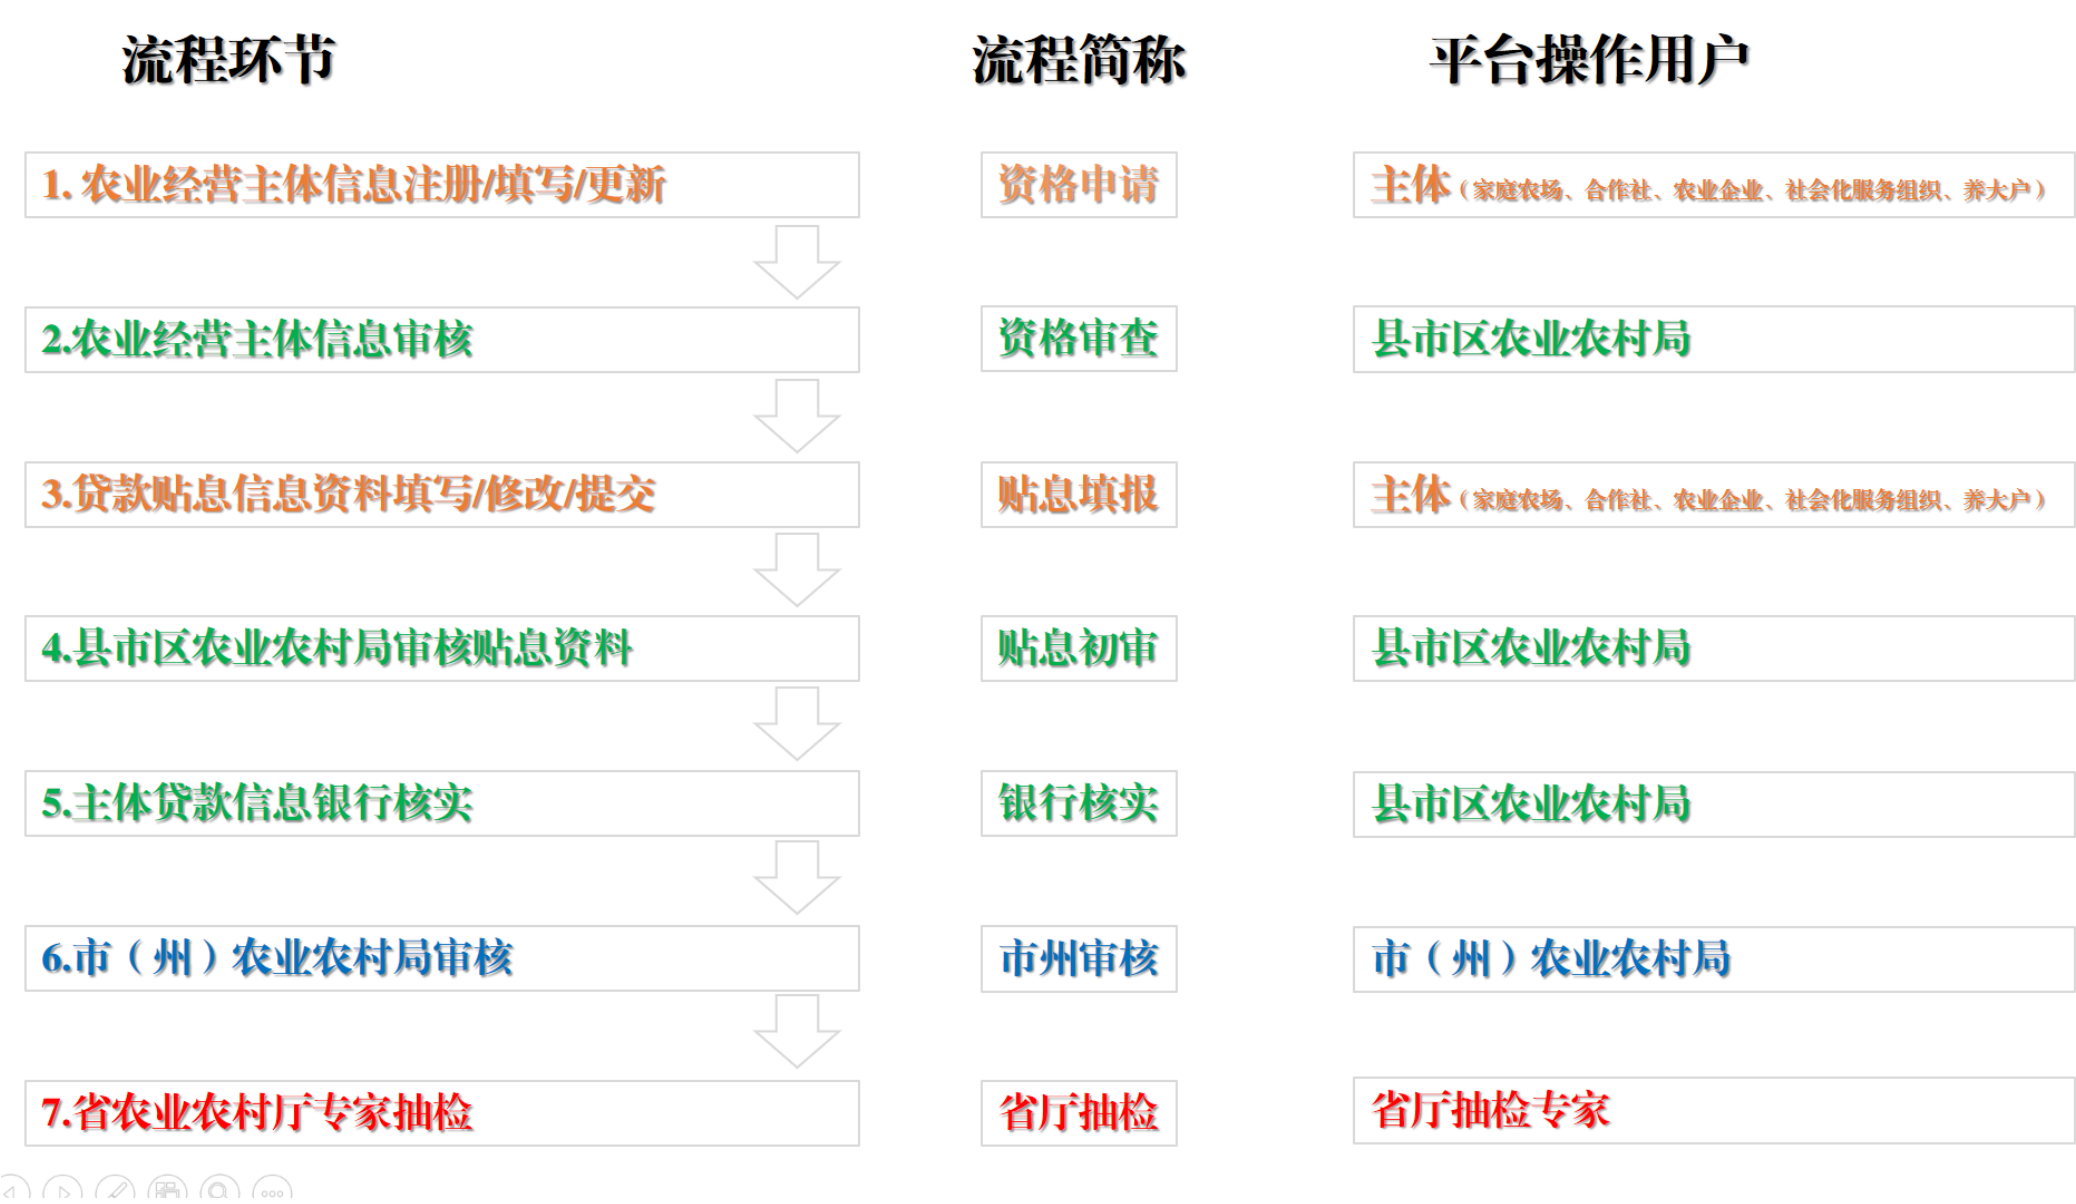 流程环节 流程简称 平台操作用户
1. 农业经营主体信息注册/填写/更新 资格申请 主体（家庭农场、合作社、农业企业、社会化服务组织、养大户）
2.农业经营主体信息审核 资格审查 县市区农业农村局
3.贷款贴息信息资料填写/修改/提交 贴息填报 主体（家庭农场、合作社、农业企业、社会化服务组织、养大户）
4.县市区农业农村局审核贴息资料 贴息初审 县市区农业农村局
5.主体贷款信息银行核实 银行核实 县市区农业农村局
6.市（州）农业农村局审核 市州审核 市（州）农业农村局
7.省农业农村厅专家抽检 省厅抽检 省厅抽检专家